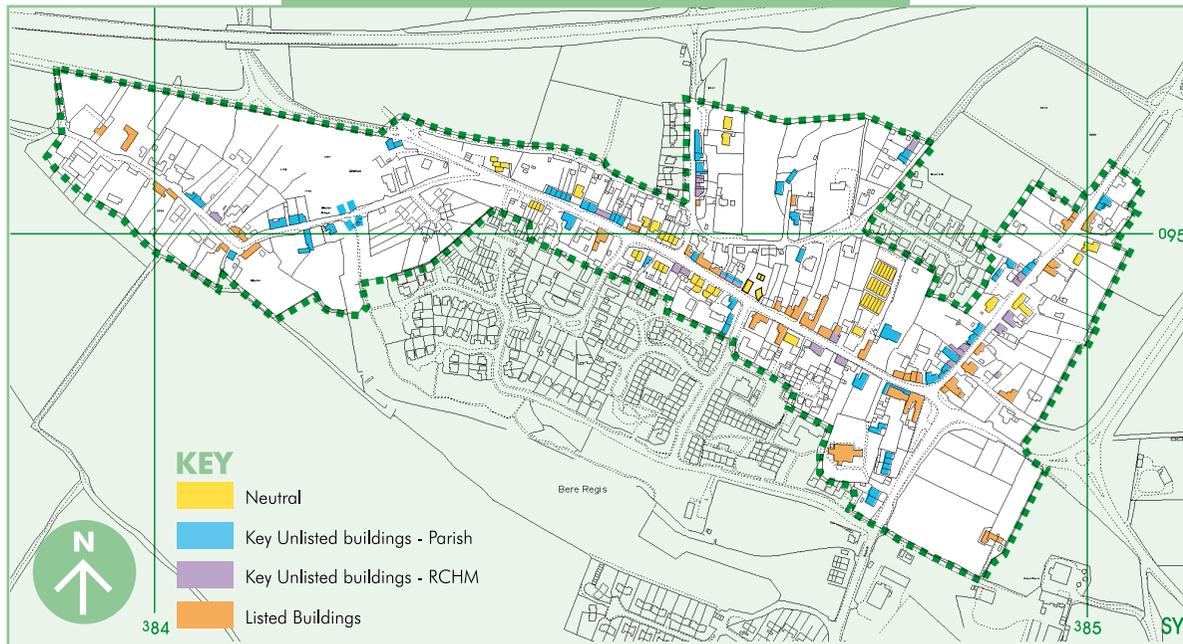 095
Bere Regis
KEY
Neutral
Key Unlisted buildings - Parish
Key Unlisted buildings - RCHM
Listed Buildings
N
384
385
SY